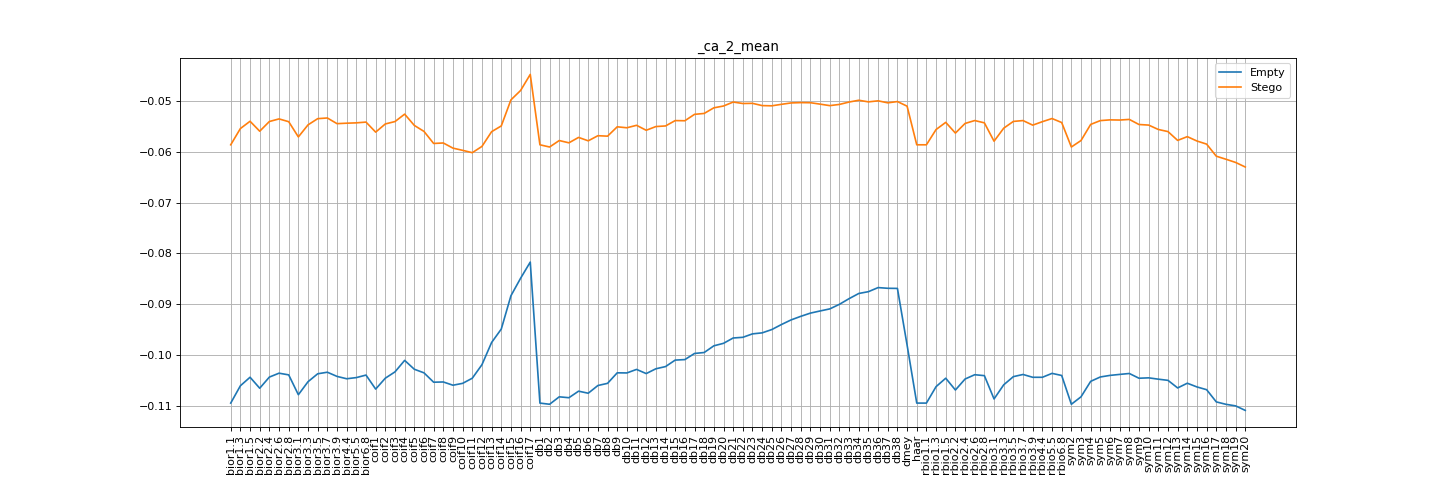 _ca_2_mean
Empty
Stego
−0.05
−0.06
−0.07
−0.08
−0.09
−0.10
−0.11
bior1.1
bior1.3
bior1.5
bior2.2
bior2.4
bior2.6
bior2.8
bior3.1
bior3.3
bior3.5
bior3.7
bior3.9
bior4.4
bior5.5
bior6.8
coif1
coif2
coif3
coif4
coif5
coif6
coif7
coif8
coif9
coif10
coif11
coif12
coif13
coif14
coif15
coif16
coif17
db1
db2
db3
db4
db5
db6
db7
db8
db9
db10
db11
db12
db13
db14
db15
db16
db17
db18
db19
db20
db21
db22
db23
db24
db25
db26
db27
db28
db29
db30
db31
db32
db33
db34
db35
db36
db37
db38
dmey
haar
rbio1.1
rbio1.3
rbio1.5
rbio2.2
rbio2.4
rbio2.6
rbio2.8
rbio3.1
rbio3.3
rbio3.5
rbio3.7
rbio3.9
rbio4.4
rbio5.5
rbio6.8
sym2
sym3
sym4
sym5
sym6
sym7
sym8
sym9
sym10
sym11
sym12
sym13
sym14
sym15
sym16
sym17
sym18
sym19
sym20